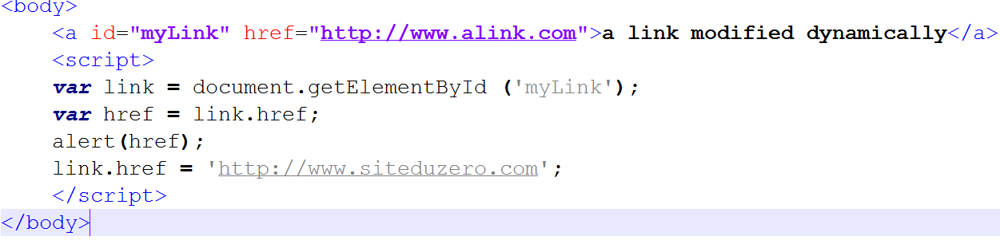 <body>
<a id="myLink" href="http://www.alink.com">a link modified dynamically</a>
<script>
var link = document.getElementById ('myLink');
var href = link.href;
alert(href);
link.href = 'http://www.siteduzero.com';
</script>
</body>